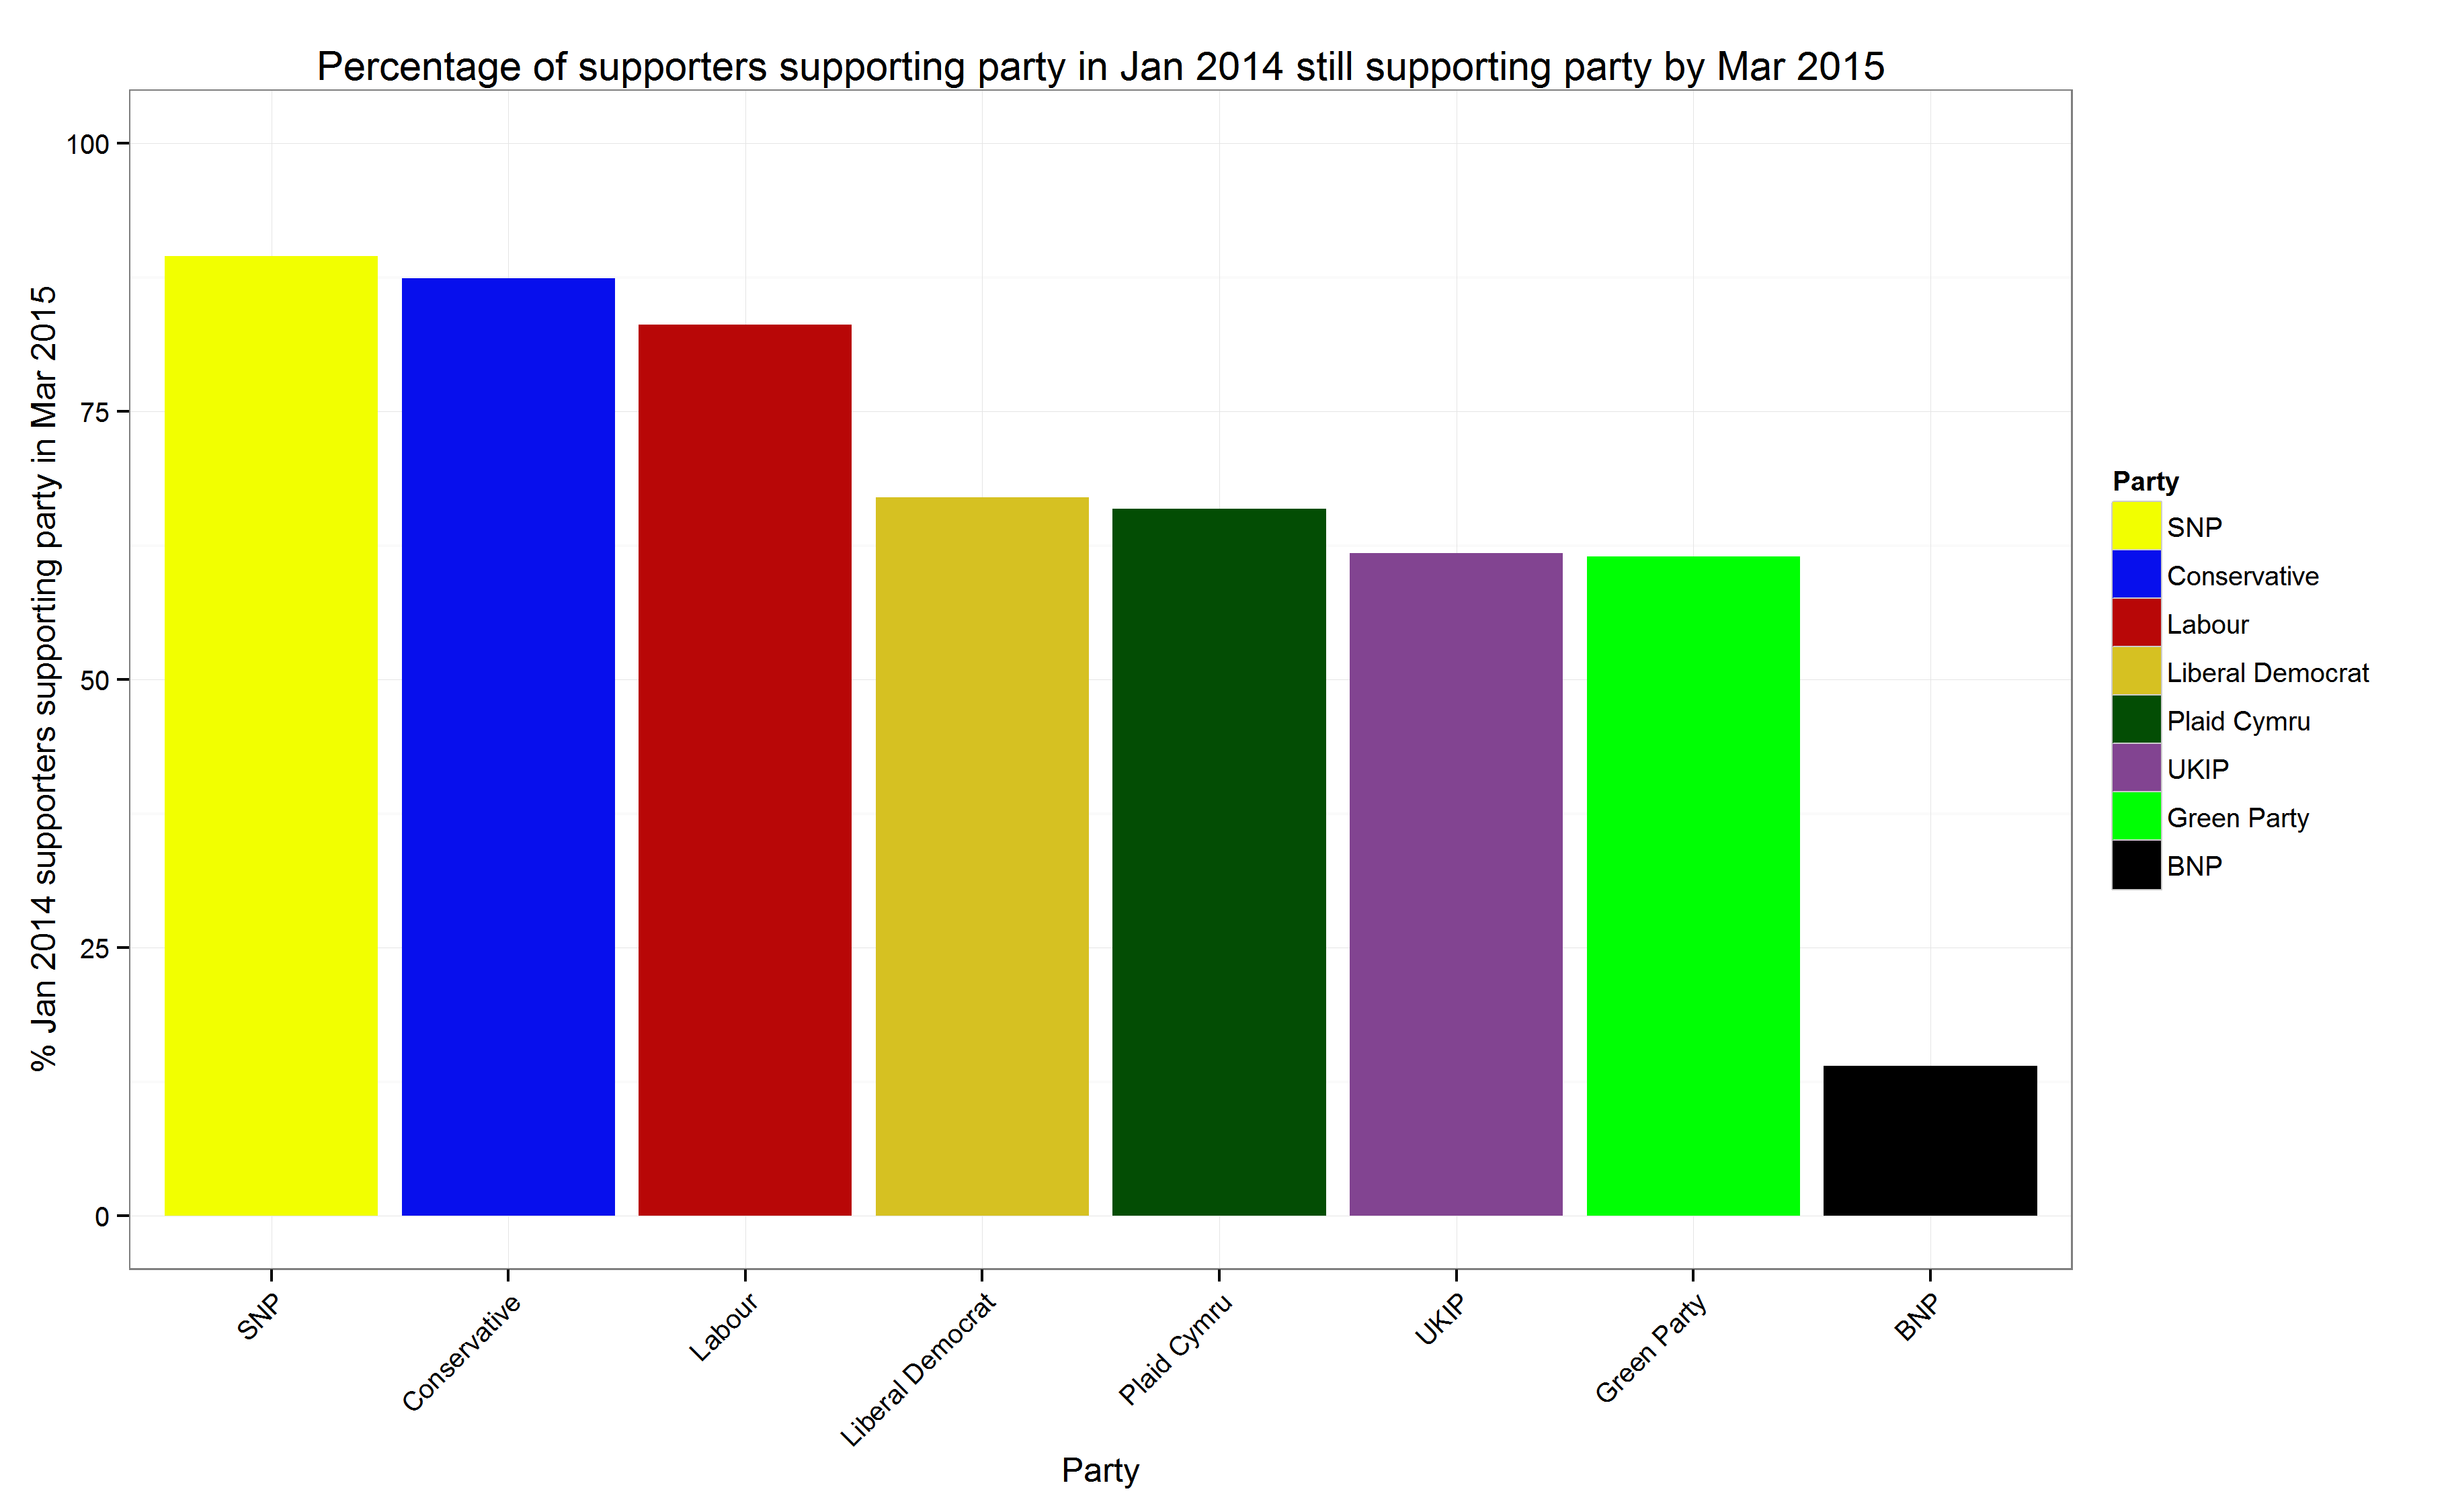 Percentage of supporters supporting party in Jan 2014 still supporting party by Mar 2015
% Jan 2014 supporters supporting party in Mar 2015
100
75
50
25
0
SNP
Conservative
Labour
Liberal Democrat
Plaid Cymru
UKIP
Green Party
BNP
Party
Party
SNP
Conservative
Labour
Liberal Democrat
Plaid Cymru
UKIP
Green Party
BNP